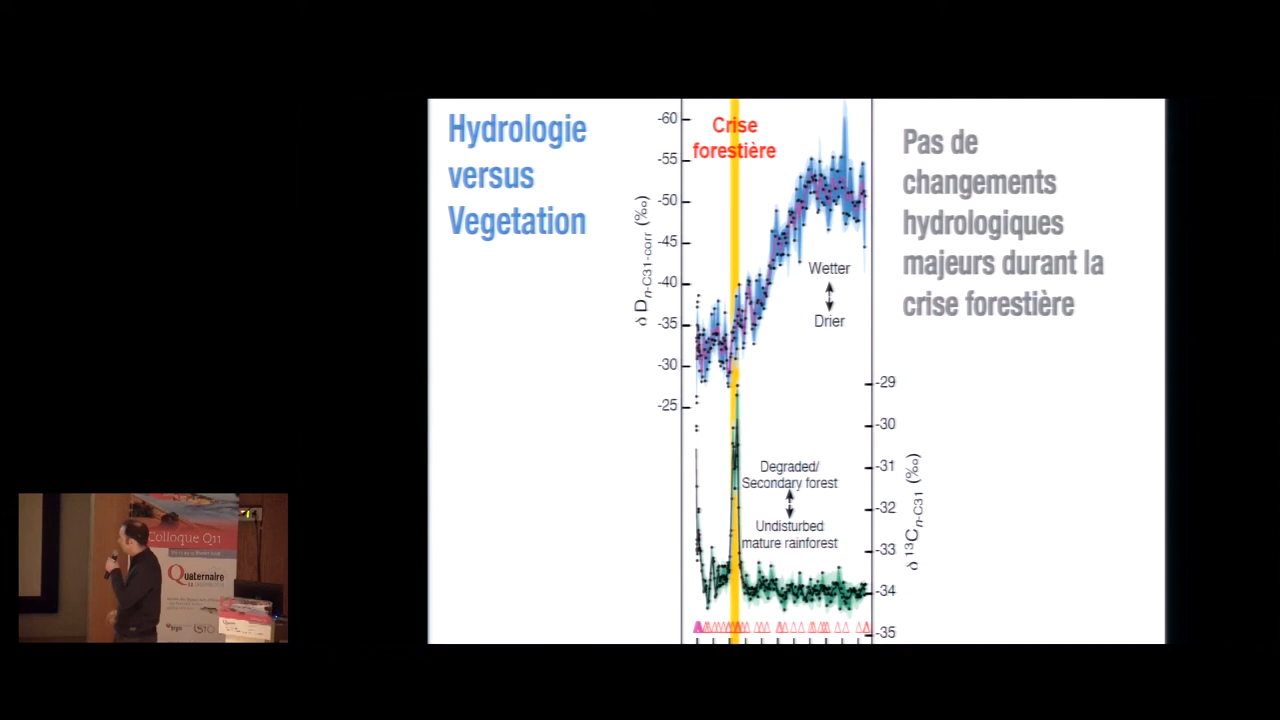 Hydrologie
versus
Vegetation
Crise
forestière
-60
-55
-50
-45
-40
-35
-30
-25
δ D n-C31-corr (‰)
Wetter
Drier
Degraded/
Secondary forest
Undisturbed
mature rainforest
-29
-30
-31
-32
-33
-34
-35
δ 13C n-C31 (‰)
Pas de
changements
hydrologiques
majeurs durant la
crise forestière
Colloque Q11
Quaternaire